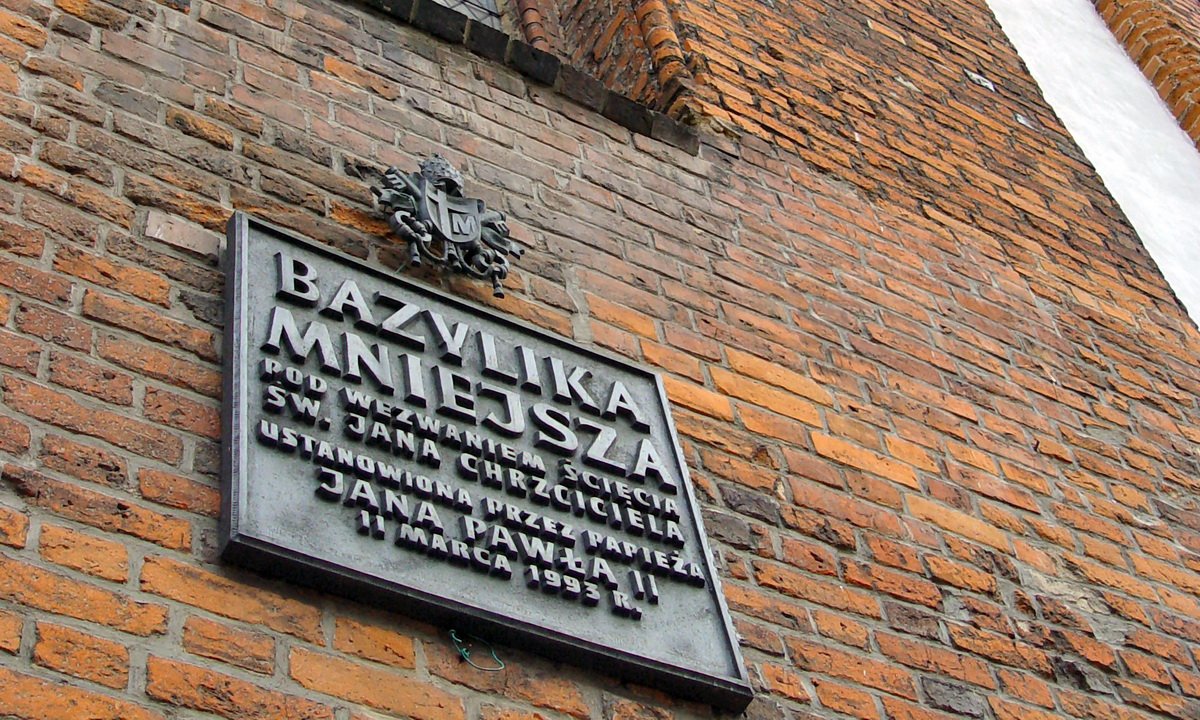 M
BAZYLIKA
MNIEJSZA
POD WEZWANIEM ŚCIĘCIA
ŚW. JANA CHRZCICIELA
USTANOWIONA PRZEZ PAPIEŻA
JANA PAWŁA II
11 MARCA 1993 R.